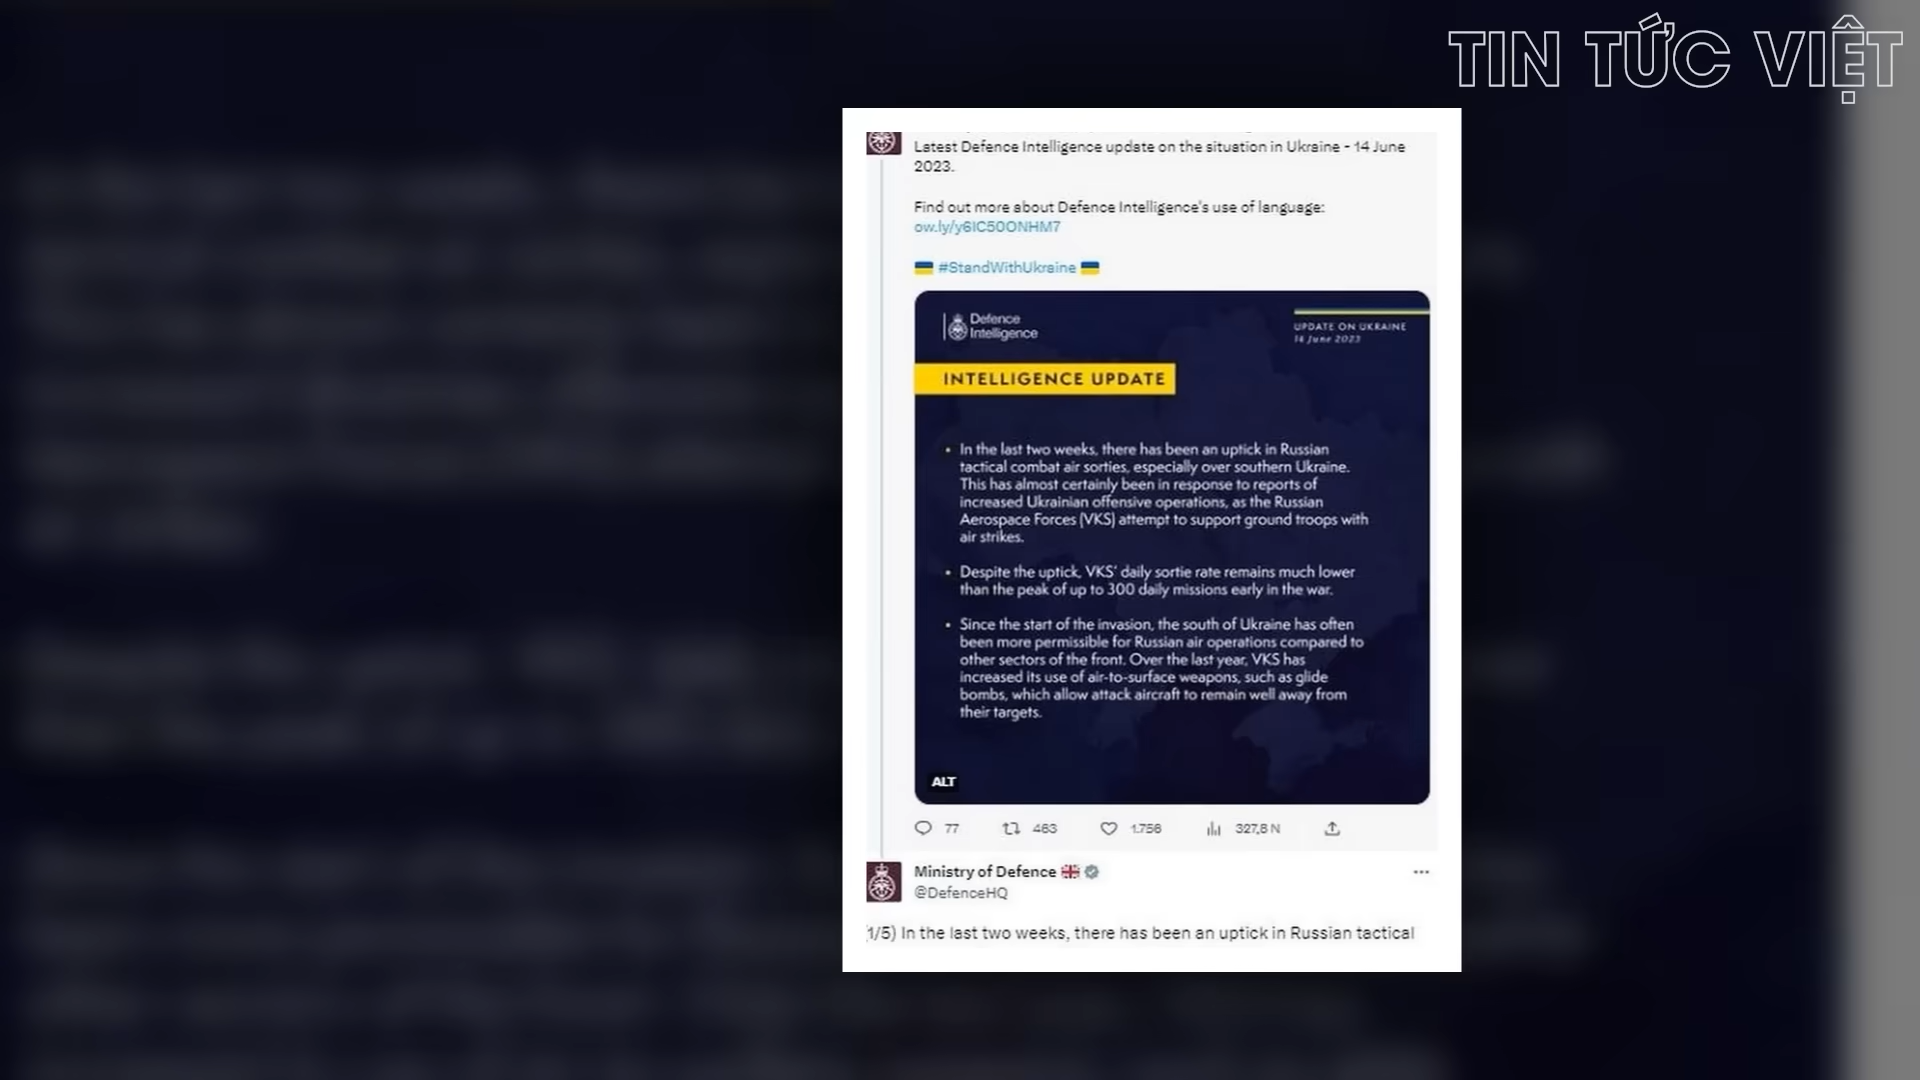 TIN TỨC VIỆT
Latest Defence Intelligence update on the situation in Ukraine - 14 June
2023.
Find out more about Defence Intelligence's use of language:
ow.ly/y6IC50ONHM7
#StandWithUkraine
Defence
Intelligence
UPDATE ON UKRAINE
14 June 2023
INTELLIGENCE UPDATE
• In the last two weeks, there has been an uptick in Russian
tactical combat air sorties, especially over southern Ukraine.
This has almost certainly been in response to reports of
increased Ukrainian offensive operations, as the Russian
Aerospace Forces (VKS) attempt to support ground troops with
air strikes.
• Despite the uptick, VKS' daily sortie rate remains much lower
than the peak of up to 300 daily missions early in the war.
• Since the start of the invasion, the south of Ukraine has often
been more permissible for Russian air operations compared to
other sectors of the front. Over the last year, VKS has
increased its use of air-to-surface weapons, such as glide
bombs, which allow attack aircraft to remain well away from
their targets.
ALT
77 463 1.756 327,8 N
Ministry of Defence
@DefenceHQ
(1/5) In the last two weeks, there has been an uptick in Russian tactical